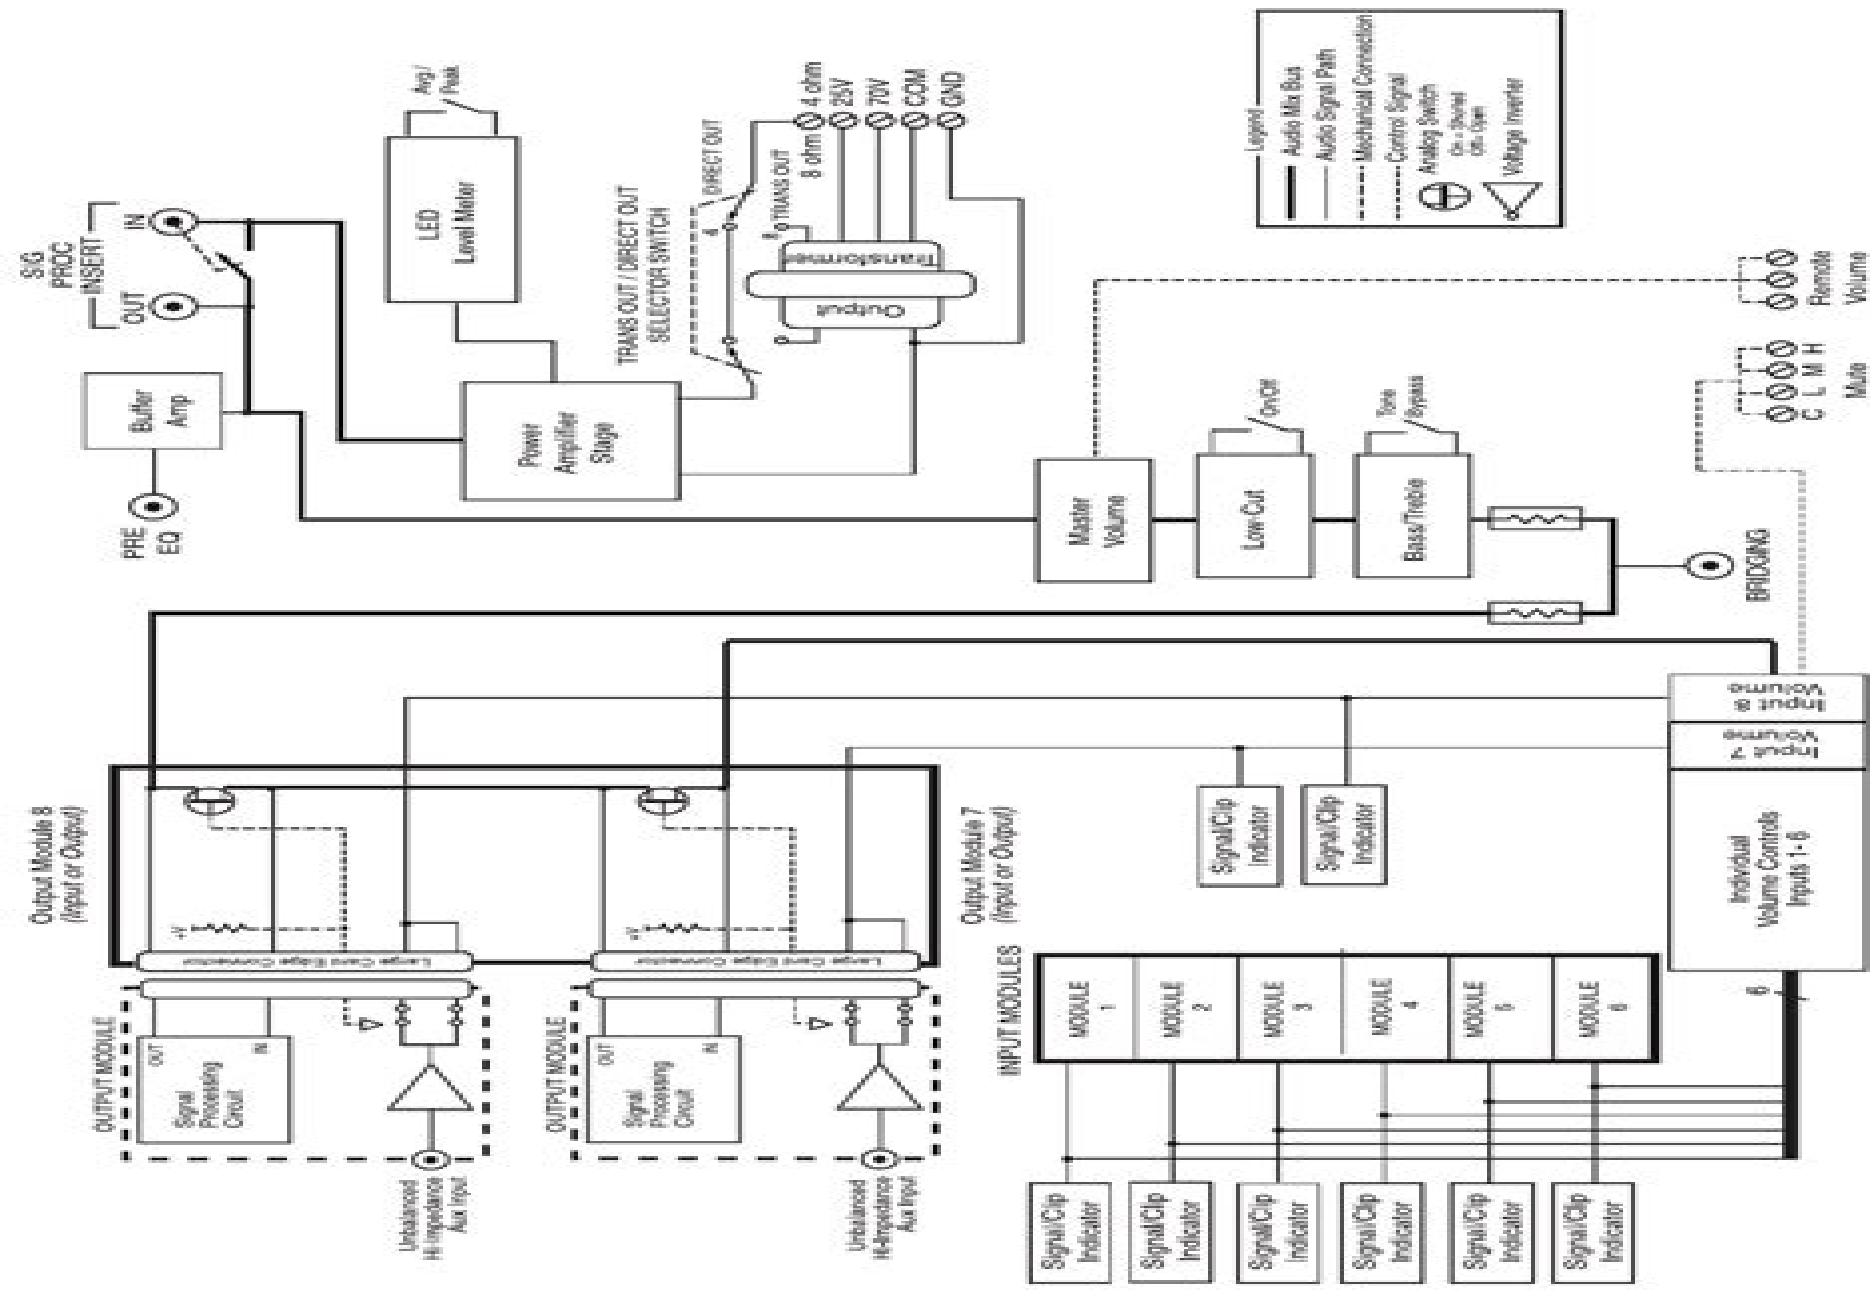 SIG
PROC
INSERT
OUT
IN
Avg./
Peak
LED
Level Meter
Buffer
Amp
PRE
EQ
Power
Amplifier
Stage
TRANS OUT / DIRECT OUT
SELECTOR SWITCH
DIRECT OUT
TRANS OUT
8 ohm
4 ohm
25V
70V
COM
GND
Output
Transformer
Legend
Audio Mix Bus
Audio Signal Path
Mechanical Connection
Control Signal
Analog Switch
On = Shunted
Off = Open
Voltage Inverter
Master
Volume
Low-Cut
On/Off
Bass/Treble
Tone
Bypass
Remote
Volume
C L M H
Mute
BRIDGING
Output Module 8
(Input or Output)
+V
Large Card Edge Connector
OUTPUT MODULE
OUT
IN
Signal
Processing
Circuit
Unbalanced
Hi-Impedance
Aux Input
Output Module 7
(Input or Output)
+V
Large Card Edge Connector
OUTPUT MODULE
OUT
IN
Signal
Processing
Circuit
Unbalanced
Hi-Impedance
Aux Input
Signal/Clip
Indicator
Signal/Clip
Indicator
Input 8
Volume
Input 7
Volume
Individual
Volume Controls
Inputs 1-6
6
INPUT MODULES
MODULE
1
MODULE
2
MODULE
3
MODULE
4
MODULE
5
MODULE
6
Signal/Clip
Indicator
Signal/Clip
Indicator
Signal/Clip
Indicator
Signal/Clip
Indicator
Signal/Clip
Indicator
Signal/Clip
Indicator